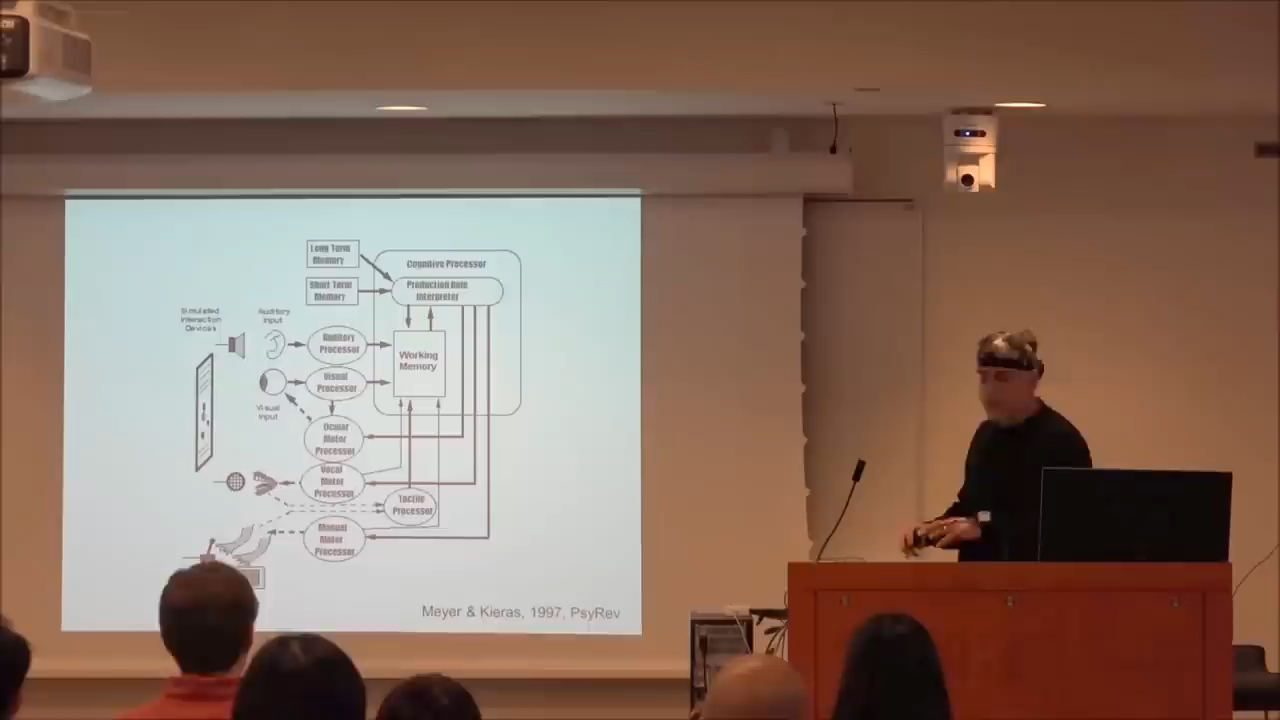 Long Term
Memory
Cognitive Processor
Short Term
Memory
Production Rule
Interpreter
Simulated
Interaction
Devices
Auditory
Input
Auditory
Processor
Working
Memory
Visual
Processor
Visual
Input
Ocular
Motor
Processor
Vocal
Motor
Processor
Tactile
Processor
Manual
Motor
Processor
Meyer & Kieras, 1997, PsyRev